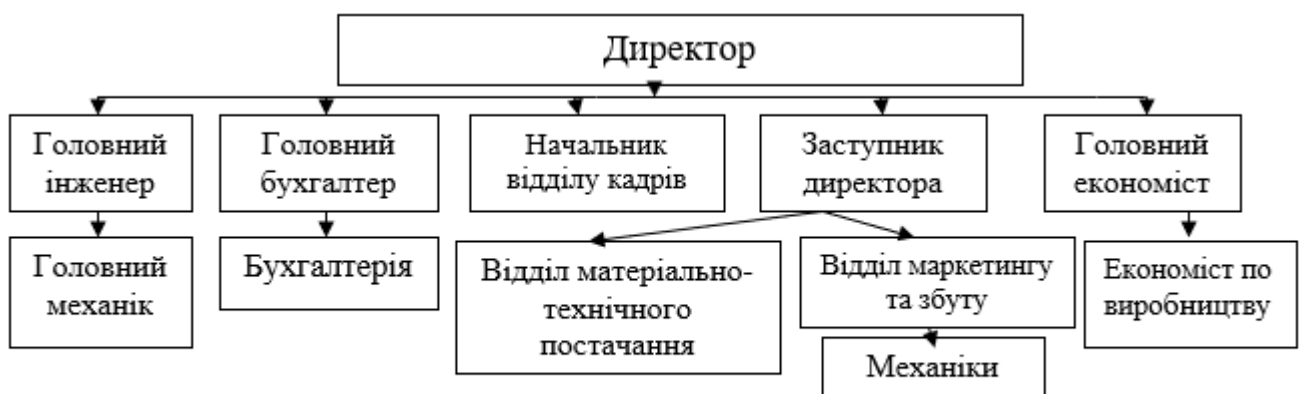 Директор
Головний
інженер
Головний
бухгалтер
Начальник
відділу кадрів
Заступник
директора
Головний
економіст
Головний
механік
Бухгалтерія
Відділ матеріально-
технічного
постачання
Відділ маркетингу
та збуту
Економіст по
виробництву
Механіки